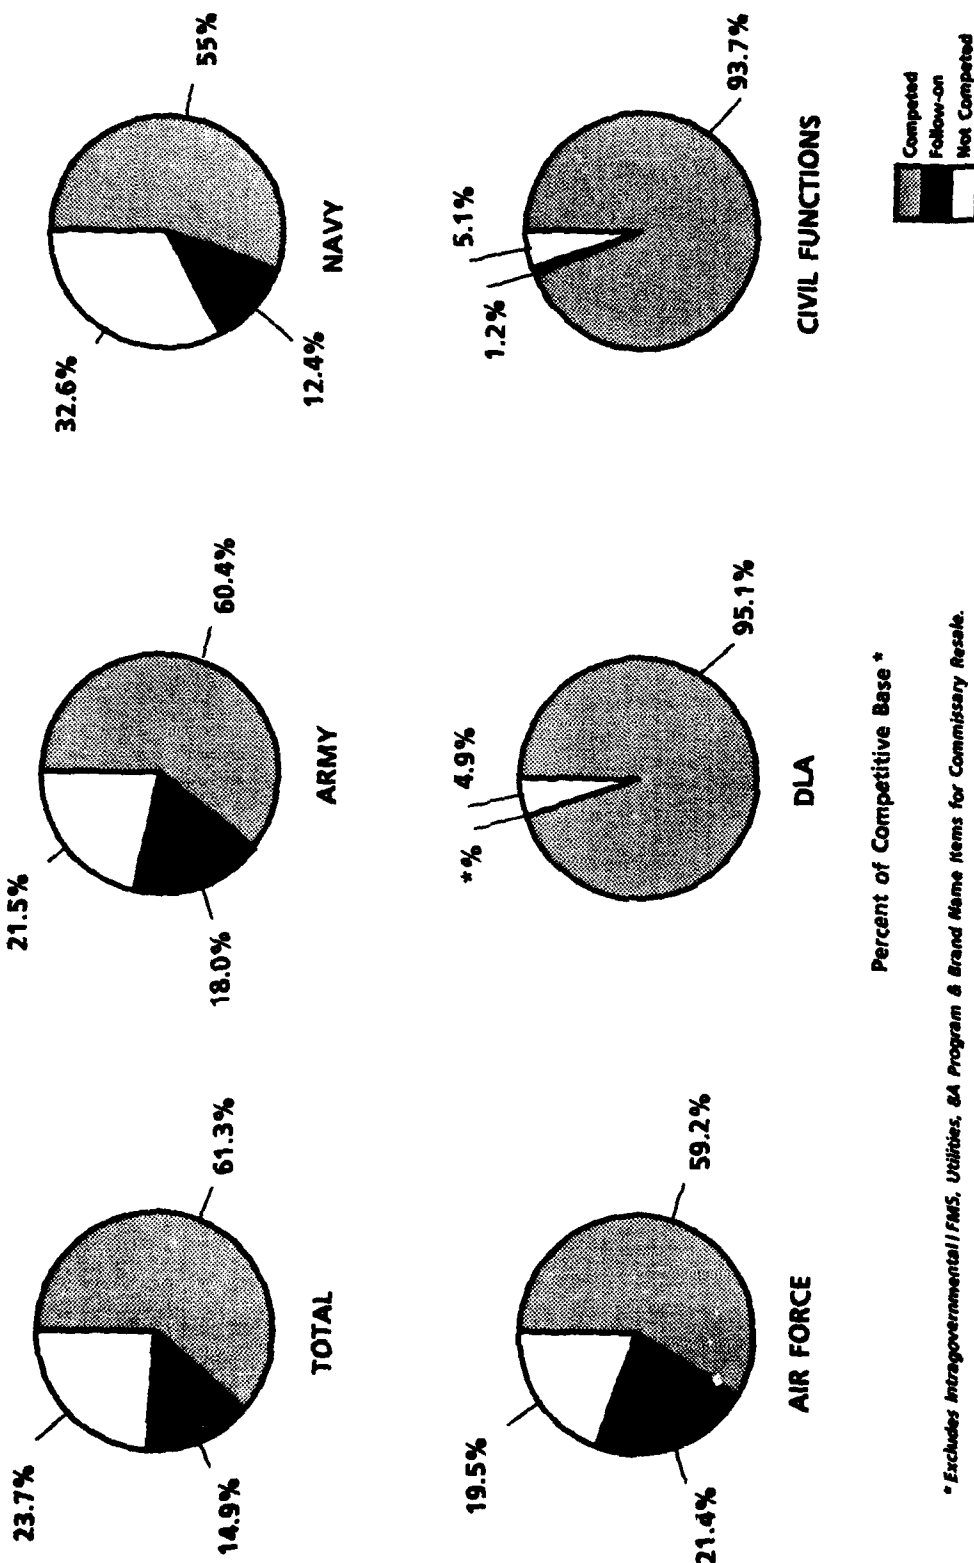 23.7%
61.3%
14.9%
TOTAL
21.5%
60.4%
18.0%
ARMY
32.6%
55%
12.4%
NAVY
19.5%
59.2%
21.4%
AIR FORCE
*%
4.9%
95.1%
DLA
1.2%
5.1%
93.7%
CIVIL FUNCTIONS
Percent of Competitive Base *
Competed
Follow-on
Not Competed
* Excludes Intragovernmental / FMS, Utilities, 8A Program & Brand Name Items for Commissary Resale.